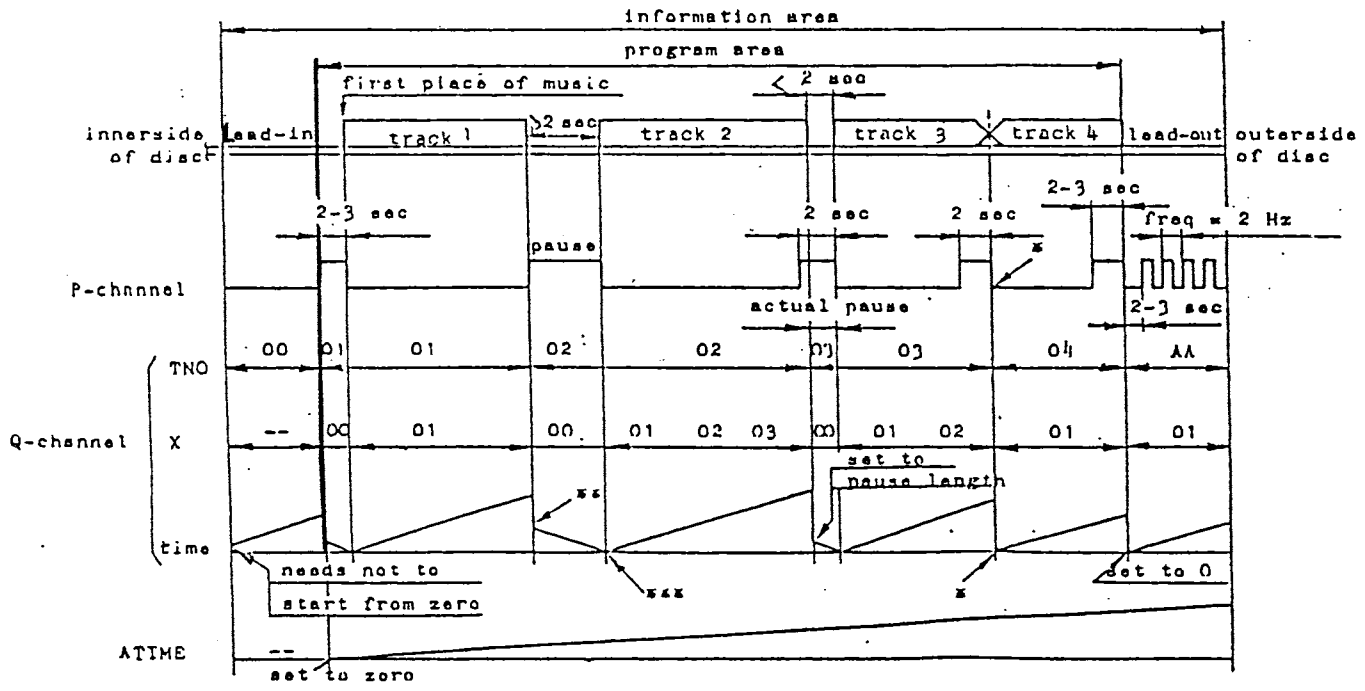 information area
program area
first place of music
2 sec
innerside of disc
Lead-in
track 1
>2 sec
track 2
track 3
track 4
lead-out
outerside of disc
2-3 sec
pause
2 sec
2 sec
2-3 sec
freq = 2 Hz
P-channel
*
actual pause
2-3 sec
Q-channel
TNO
00
01
01
02
02
03
03
04
AA
X
--
00
01
00
01
02
03
00
01
02
01
01
set to
pause length
**
time
needs not to
start from zero
***
*
set to 0
ATIME
--
set to zero